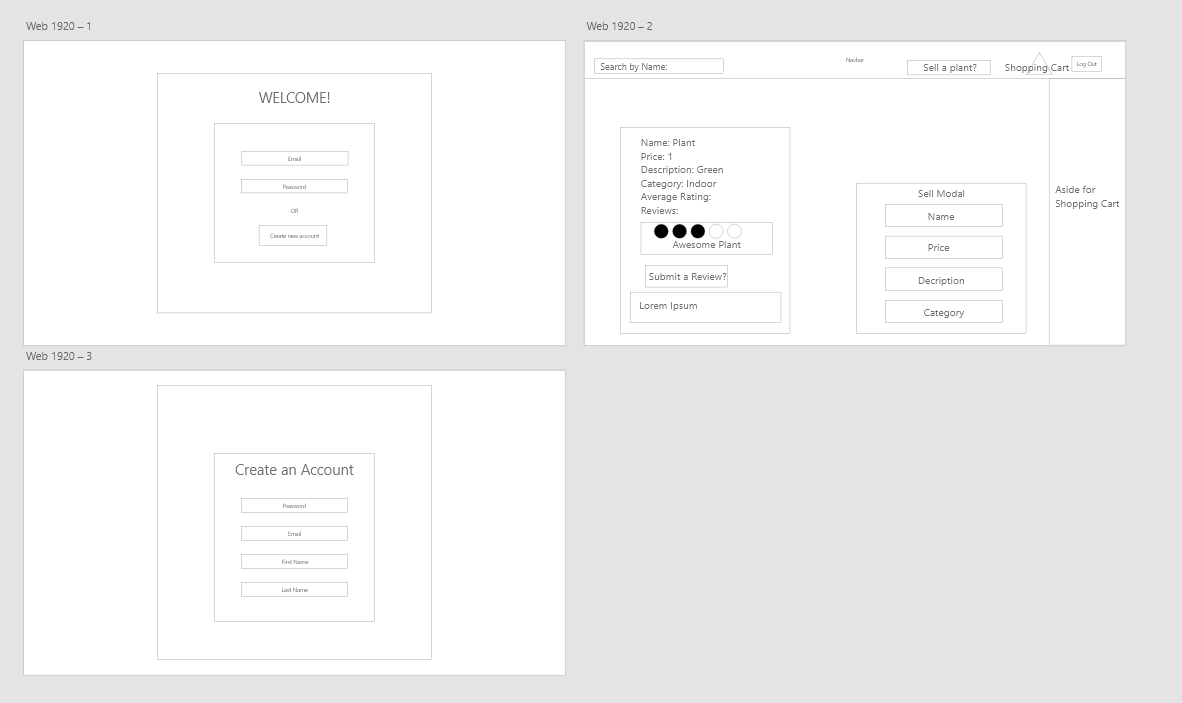 Web 1920 – 1
WELCOME!
Email
Password
OR
Create new account
Web 1920 – 2
Search by Name:
Navbar
Sell a plant?
Shopping Cart
Log Out
Name: Plant
Price: 1
Description: Green
Category: Indoor
Average Rating:
Reviews:
Awesome Plant
Submit a Review?
Lorem Ipsum
Sell Modal
Name
Price
Decription
Category
Aside for
Shopping Cart
Web 1920 – 3
Create an Account
Password
Email
First Name
Last Name